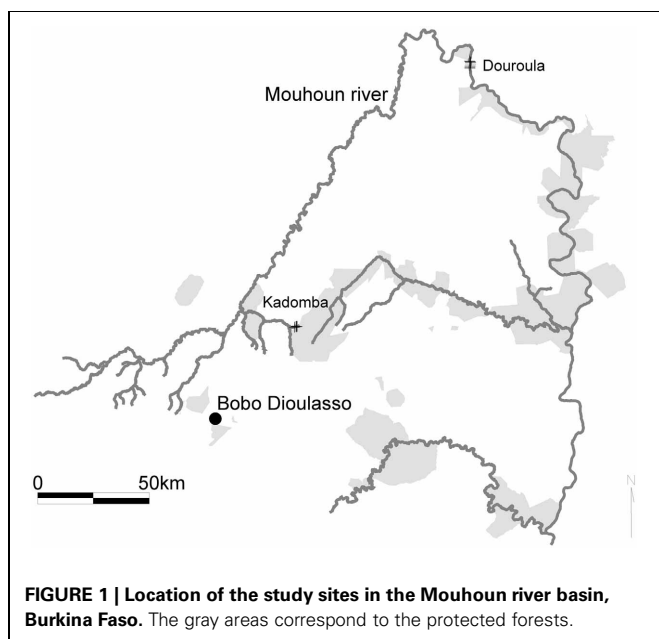 Douroula
Mouhoun river
Kadomba
Bobo Dioulasso
0 50km
N
FIGURE 1 | Location of the study sites in the Mouhoun river basin,
Burkina Faso. The gray areas correspond to the protected forests.